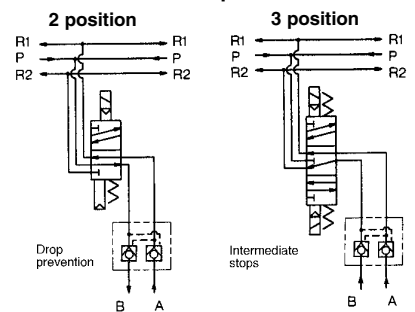 2 position
3 position
R1 R1
P P
R2 R2
R1 R1
P P
R2 R2
Drop
prevention
B A
Intermediate
stops
B A